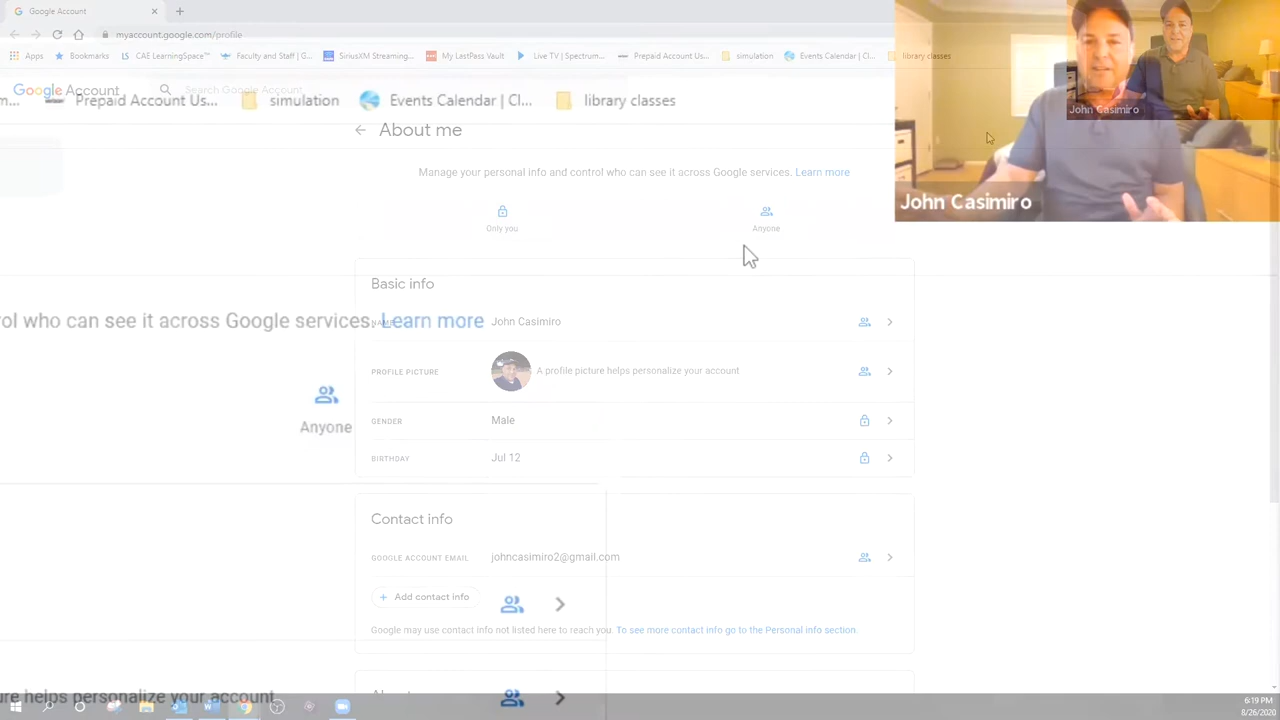 Google Account
myaccount.google.com/profile
Apps Bookmarks CAE LearningSpace™ Faculty and Staff | G... SiriusXM Streaming... My LastPass Vault Live TV | Spectrum... Prepaid Account Us... simulation Events Calendar | Cl... library classes
Google Account Search Google Account
m... Prepaid Account Us... simulation Events Calendar | Cl... library classes
John Casimiro
About me
Manage your personal info and control who can see it across Google services. Learn more
John Casimiro
Only you Anyone
Basic info
rol who can see it across Google services. Learn more
NAME John Casimiro
PROFILE PICTURE A profile picture helps personalize your account
Anyone
GENDER Male
BIRTHDAY Jul 12
Contact info
GOOGLE ACCOUNT EMAIL johncasimiro2@gmail.com
+ Add contact info
Google may use contact info not listed here to reach you. To see more contact info go to the Personal info section.
ure helps personalize your account
6:19 PM
8/26/2020